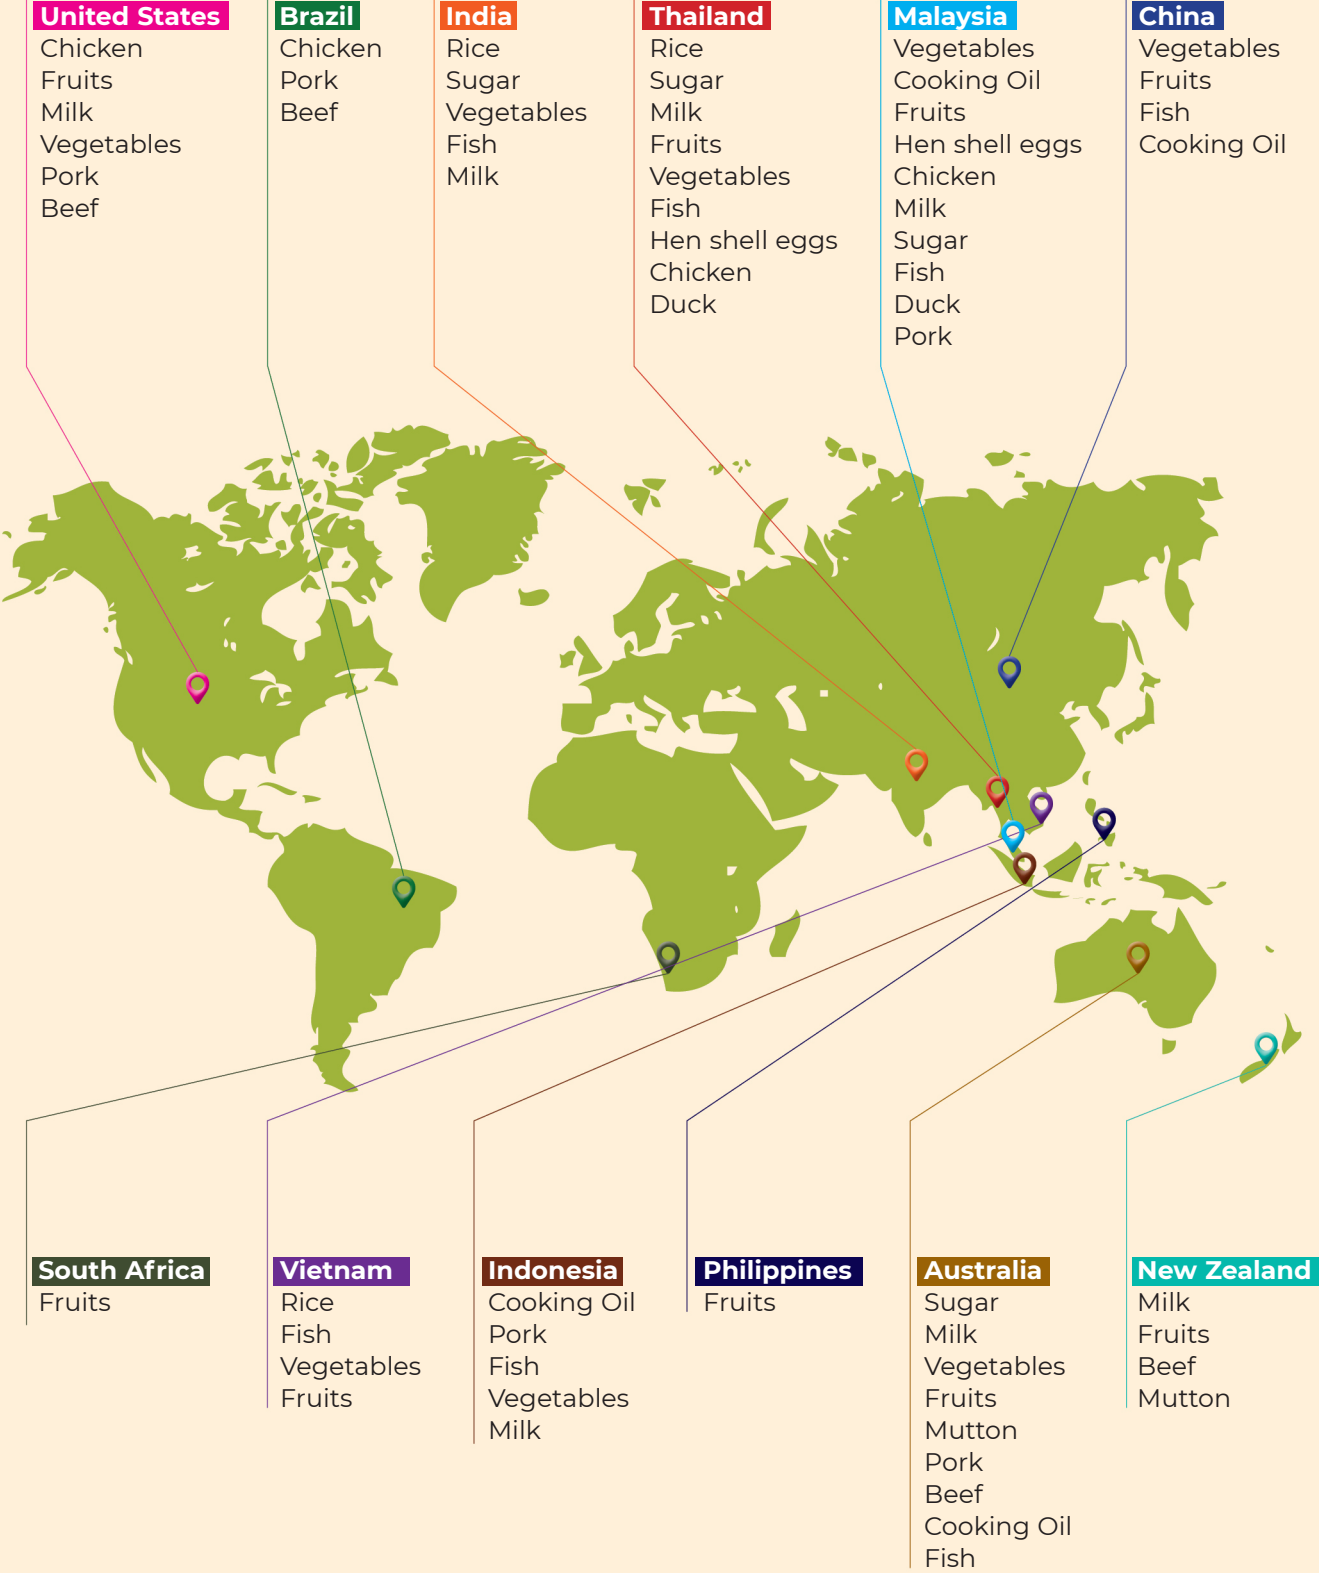 United States
Chicken
Fruits
Milk
Vegetables
Pork
Beef
Brazil
Chicken
Pork
Beef
India
Rice
Sugar
Vegetables
Fish
Milk
Thailand
Rice
Sugar
Milk
Fruits
Vegetables
Fish
Hen shell eggs
Chicken
Duck
Malaysia
Vegetables
Cooking Oil
Fruits
Hen shell eggs
Chicken
Milk
Sugar
Fish
Duck
Pork
China
Vegetables
Fruits
Fish
Cooking Oil
South Africa
Fruits
Vietnam
Rice
Fish
Vegetables
Fruits
Indonesia
Cooking Oil
Pork
Fish
Vegetables
Milk
Philippines
Fruits
Australia
Sugar
Milk
Vegetables
Fruits
Mutton
Pork
Beef
Cooking Oil
Fish
New Zealand
Milk
Fruits
Beef
Mutton